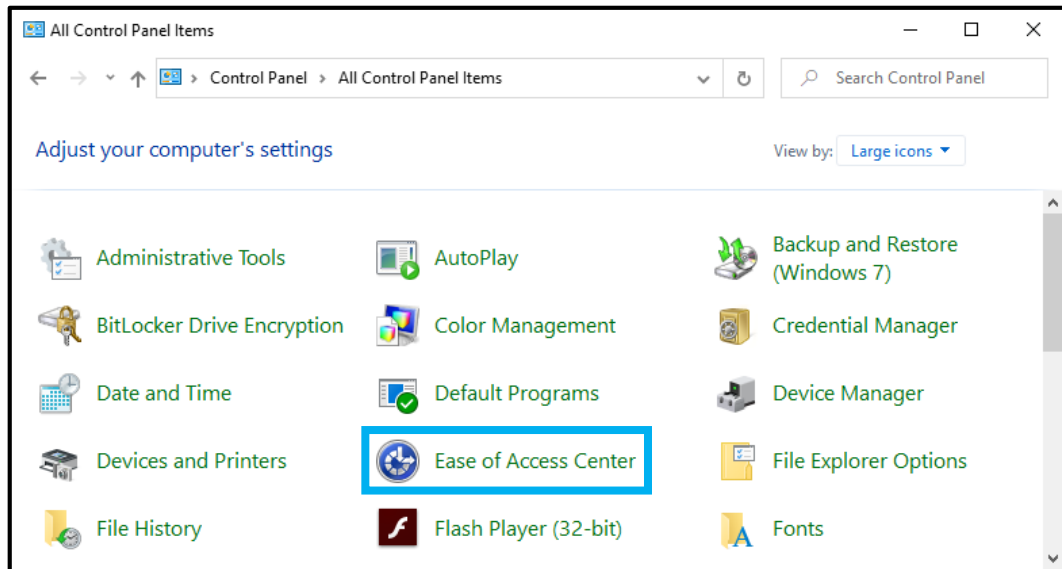 All Control Panel Items
Control Panel > All Control Panel Items
Search Control Panel
Adjust your computer's settings
View by: Large icons
Administrative Tools
AutoPlay
Backup and Restore
(Windows 7)
BitLocker Drive Encryption
Color Management
Credential Manager
Date and Time
Default Programs
Device Manager
Devices and Printers
Ease of Access Center
File Explorer Options
File History
Flash Player (32-bit)
Fonts